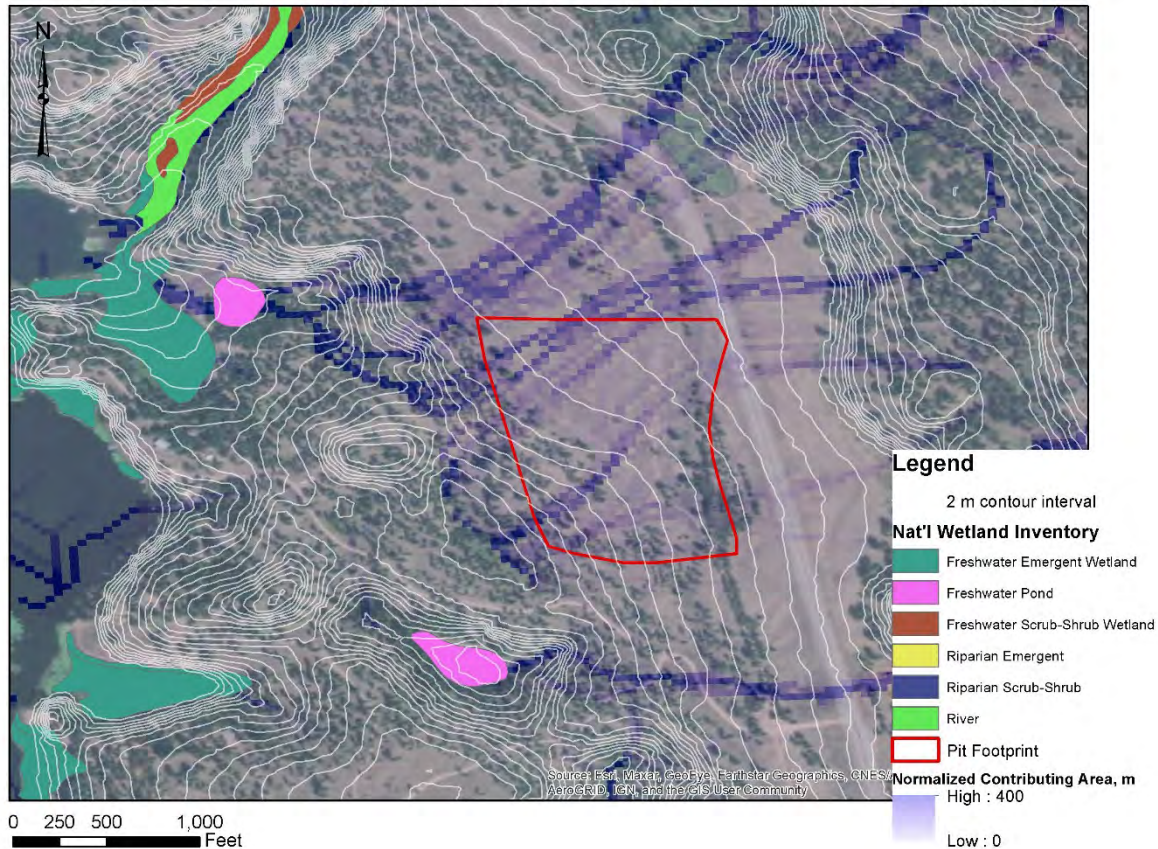 N
Legend
2 m contour interval
Nat'l Wetland Inventory
Freshwater Emergent Wetland
Freshwater Pond
Freshwater Scrub-Shrub Wetland
Riparian Emergent
Riparian Scrub-Shrub
River
Pit Footprint
Normalized Contributing Area, m
High : 400
Low : 0
Source: Esri, Maxar, GeoEye, Earthstar Geographics, CNES/
AeroGRID, IGN, and the GIS User Community
0 250 500 1,000
Feet